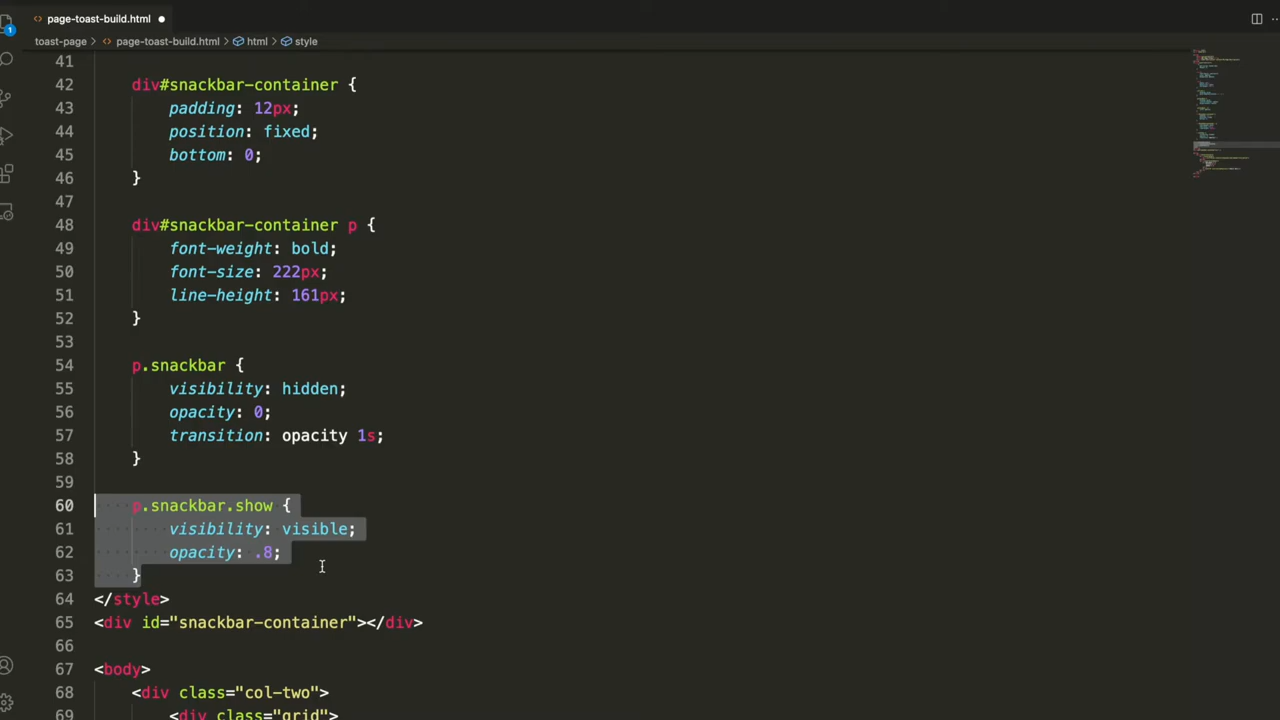 page-toast-build.html
toast-page > page-toast-build.html > html > style
1
41
42 div#snackbar-container {
43 padding: 12px;
44 position: fixed;
45 bottom: 0;
46 }
47
48 div#snackbar-container p {
49 font-weight: bold;
50 font-size: 222px;
51 line-height: 161px;
52 }
53
54 p.snackbar {
55 visibility: hidden;
56 opacity: 0;
57 transition: opacity 1s;
58 }
59
60 p.snackbar.show {
61 visibility: visible;
62 opacity: .8;
63 }
64 </style>
65 <div id="snackbar-container"></div>
66
67 <body>
68 <div class="col-two">
69 <div class="grid">